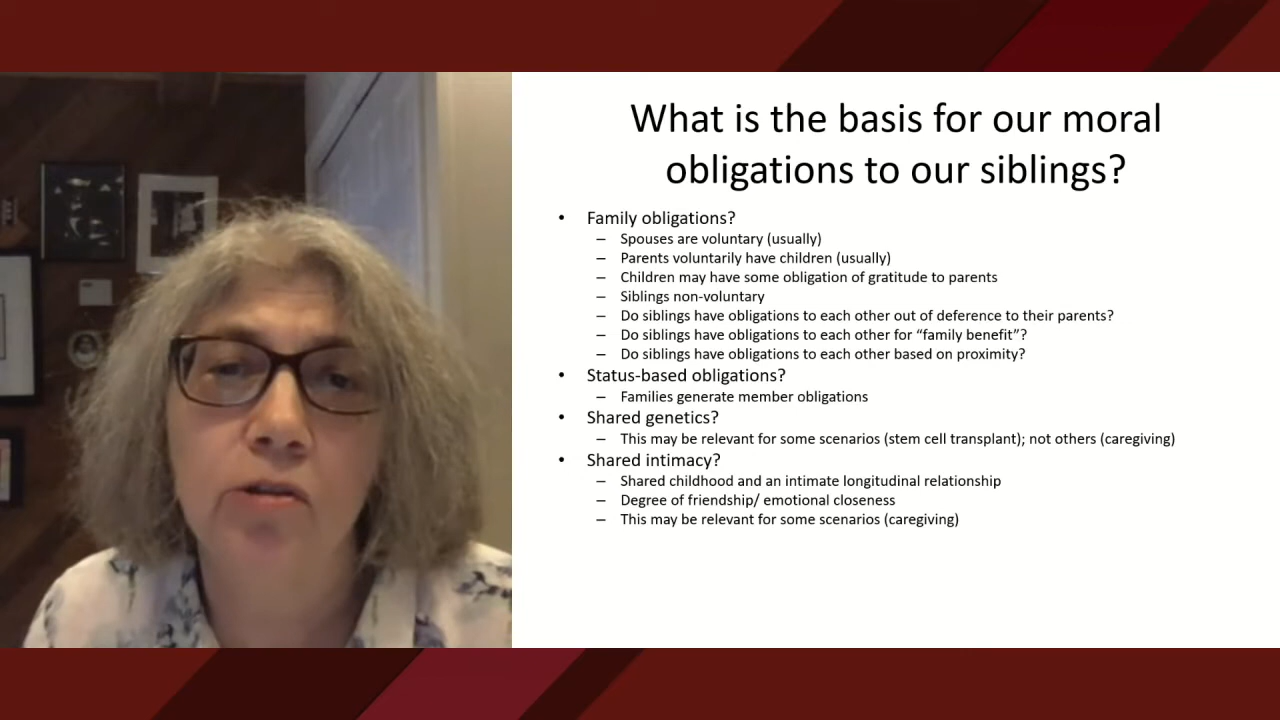 What is the basis for our moral
obligations to our siblings?
• Family obligations?
– Spouses are voluntary (usually)
– Parents voluntarily have children (usually)
– Children may have some obligation of gratitude to parents
– Siblings non-voluntary
– Do siblings have obligations to each other out of deference to their parents?
– Do siblings have obligations to each other for “family benefit”?
– Do siblings have obligations to each other based on proximity?
• Status-based obligations?
– Families generate member obligations
• Shared genetics?
– This may be relevant for some scenarios (stem cell transplant); not others (caregiving)
• Shared intimacy?
– Shared childhood and an intimate longitudinal relationship
– Degree of friendship/ emotional closeness
– This may be relevant for some scenarios (caregiving)